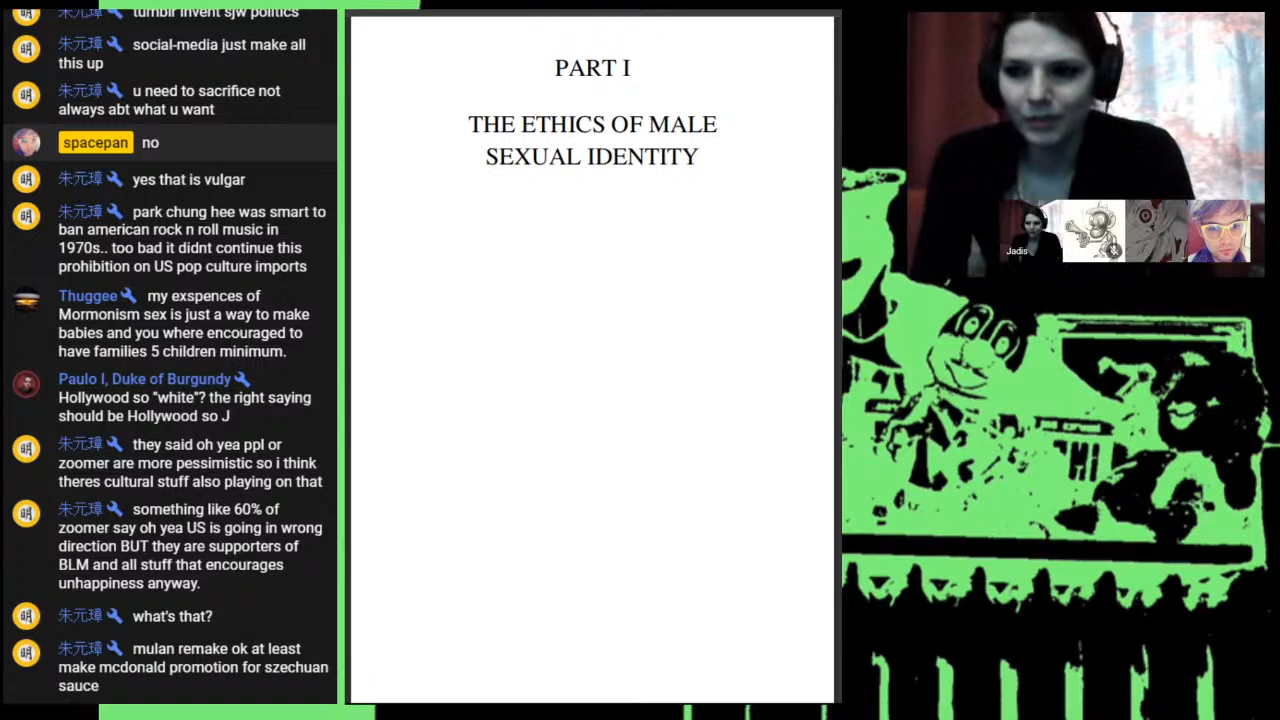 朱元璋 tumblr invent sjw politics
朱元璋 social-media just make all
this up
朱元璋 u need to sacrifice not
always abt what u want
spacepan no
朱元璋 yes that is vulgar
朱元璋 park chung hee was smart to
ban american rock n roll music in
1970s.. too bad it didnt continue this
prohibition on US pop culture imports
Thuggee my exspences of
Mormonism sex is just a way to make
babies and you where encouraged to
have families 5 children minimum.
Paulo I, Duke of Burgundy
Hollywood so "white"? the right saying
should be Hollywood so J
朱元璋 they said oh yea ppl or
zoomer are more pessimistic so i think
theres cultural stuff also playing on that
朱元璋 something like 60% of
zoomer say oh yea US is going in wrong
direction BUT they are supporters of
BLM and all stuff that encourages
unhappiness anyway.
朱元璋 what's that?
朱元璋 mulan remake ok at least
make mcdonald promotion for szechuan
sauce
PART I
THE ETHICS OF MALE
SEXUAL IDENTITY
Jadis